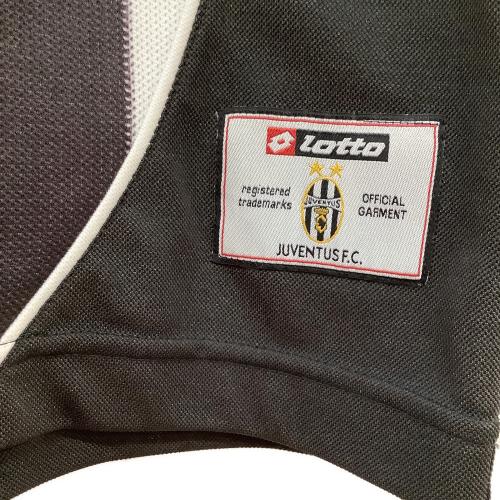 lotto
registered
trademarks
JUVENTUS
OFFICIAL
GARMENT
JUVENTUS F.C.